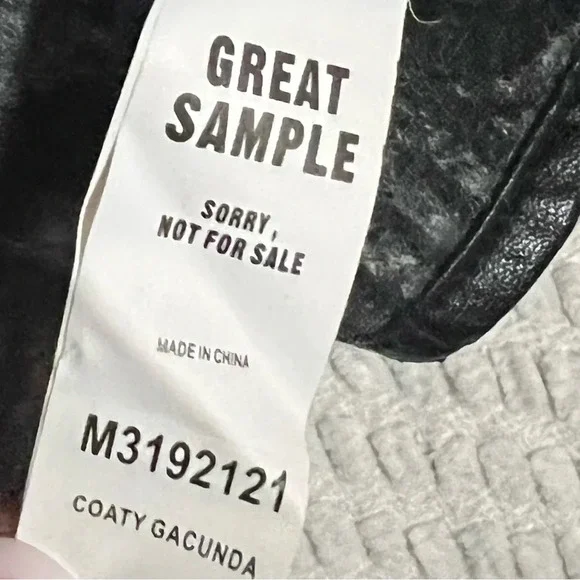 GREAT
SAMPLE
SORRY,
NOT FOR SALE
MADE IN CHINA
M3192121
COATY GACUNDA